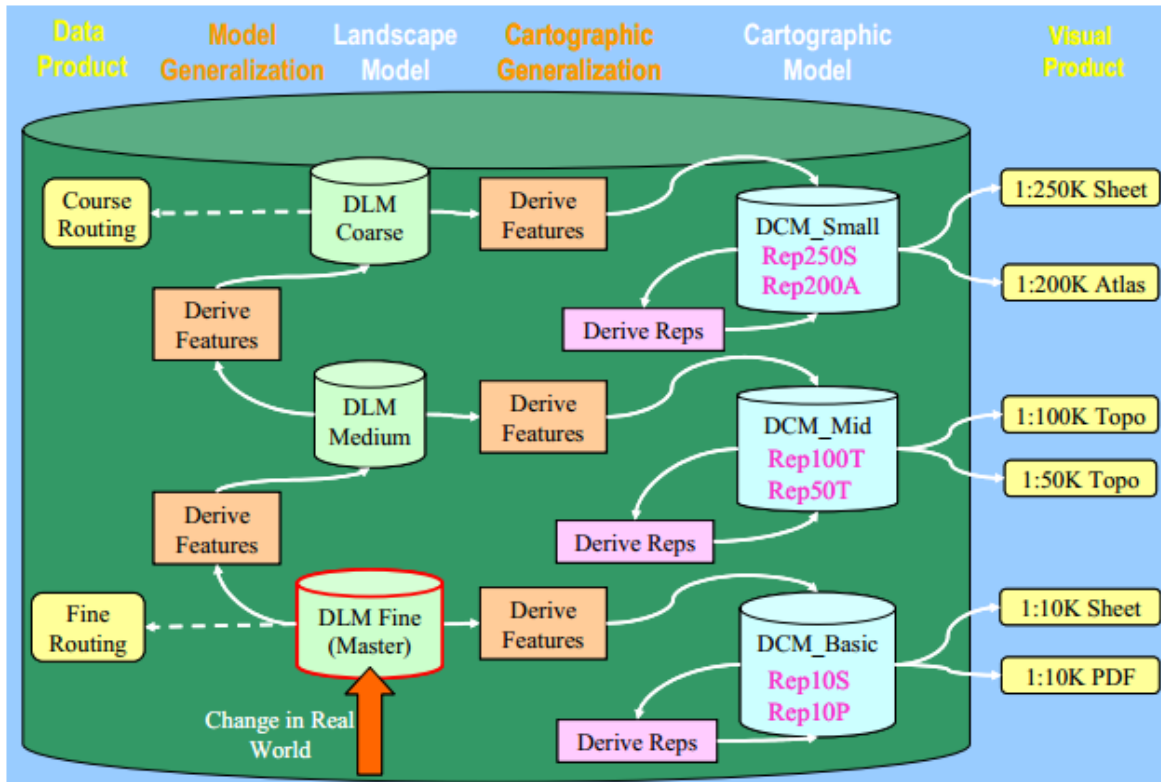 Data
Product
Model
Generalization
Landscape
Model
Cartographic
Generalization
Cartographic
Model
Visual
Product
Course
Routing
DLM
Coarse
Derive
Features
DCM_Small
Rep250S
Rep200A
1:250K Sheet
1:200K Atlas
Derive
Features
Derive Reps
DLM
Medium
Derive
Features
DCM_Mid
Rep100T
Rep50T
1:100K Topo
1:50K Topo
Derive
Features
Derive Reps
Fine
Routing
DLM Fine
(Master)
Derive
Features
DCM_Basic
Rep10S
Rep10P
1:10K Sheet
1:10K PDF
Change in Real
World
Derive Reps